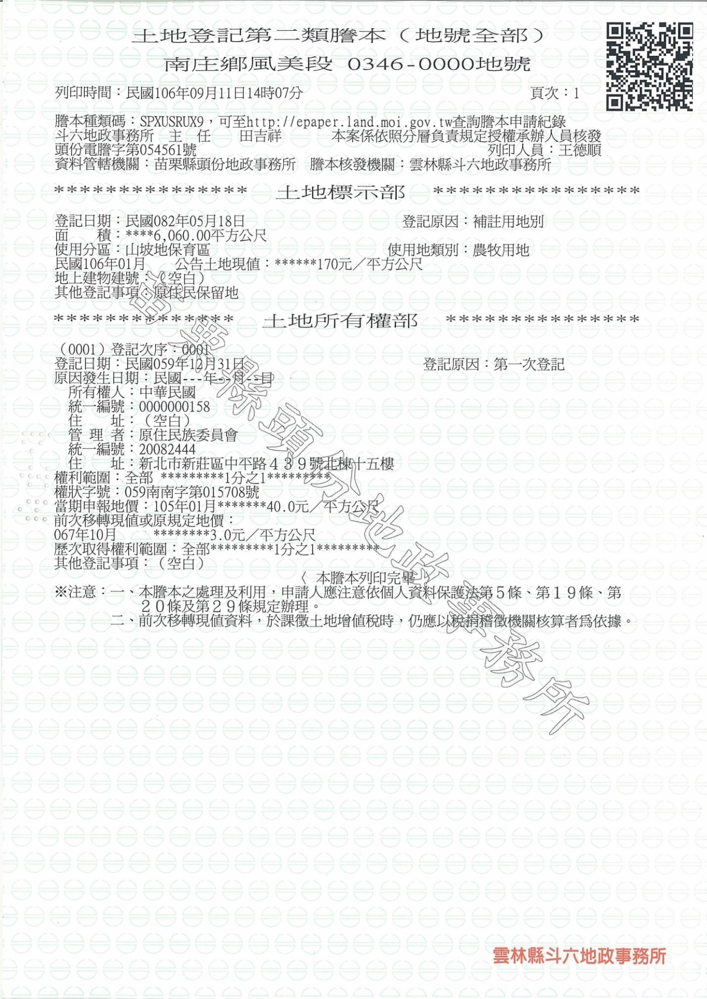 土地登記第二類謄本（地號全部）
南庄鄉風美段 0346-0000地號
列印時間：民國106年09月11日14時07分 頁次：1
謄本種類碼：SPXUSRUX9，可至http://epaper.land.moi.gov.tw查詢謄本申請紀錄
斗六地政事務所 主 任 田吉祥 本案係依照分層負責規定授權承辦人員核發
頭份電謄字第054561號 列印人員：王德順
資料管轄機關：苗栗縣頭份地政事務所 謄本核發機關：雲林縣斗六地政事務所
*************** 土地標示部 ****************
登記日期：民國082年05月18日 登記原因：補註用地別
面 積：****6,060.00平方公尺
使用分區：山坡地保育區 使用地類別：農牧用地
民國106年01月 公告土地現值：******170元／平方公尺
地上建物建號：（空白）
其他登記事項：原住民保留地
************** 土地所有權部 ***************
（0001）登記次序：0001
登記日期：民國059年12月31日 登記原因：第一次登記
原因發生日期：民國---年--月--日
所有權人：中華民國
統一編號：0000000158
住 址：（空白）
管 理 者：原住民族委員會
統一編號：20082444
住 址：新北市新莊區中平路４３９號北棟十五樓
權利範圍：全部 *********1分之1*********
權狀字號：059南南字第015708號
當期申報地價：105年01月*******40.0元／平方公尺
前次移轉現值或原規定地價：
067年10月 ********3.0元／平方公尺
歷次取得權利範圍：全部*********1分之1*********
其他登記事項：（空白）
〈 本謄本列印完畢
※注意：一、本謄本之處理及利用，申請人應注意依個人資料保護法第５條、第１９條、第
２０條及第２９條規定辦理。
二、前次移轉現值資料，於課徵土地增值稅時，仍應以稅捐稽徵機關核算者為依據。
苗栗縣頭份地政事務所
雲林縣斗六地政事務所